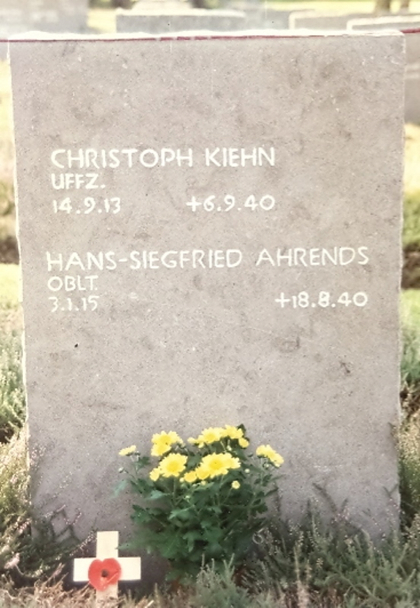 CHRISTOPH KIEHN
UFFZ.
14.9.13 +6.9.40
HANS-SIEGFRIED AHRENDS
OBLT.
3.1.15 +18.8.40